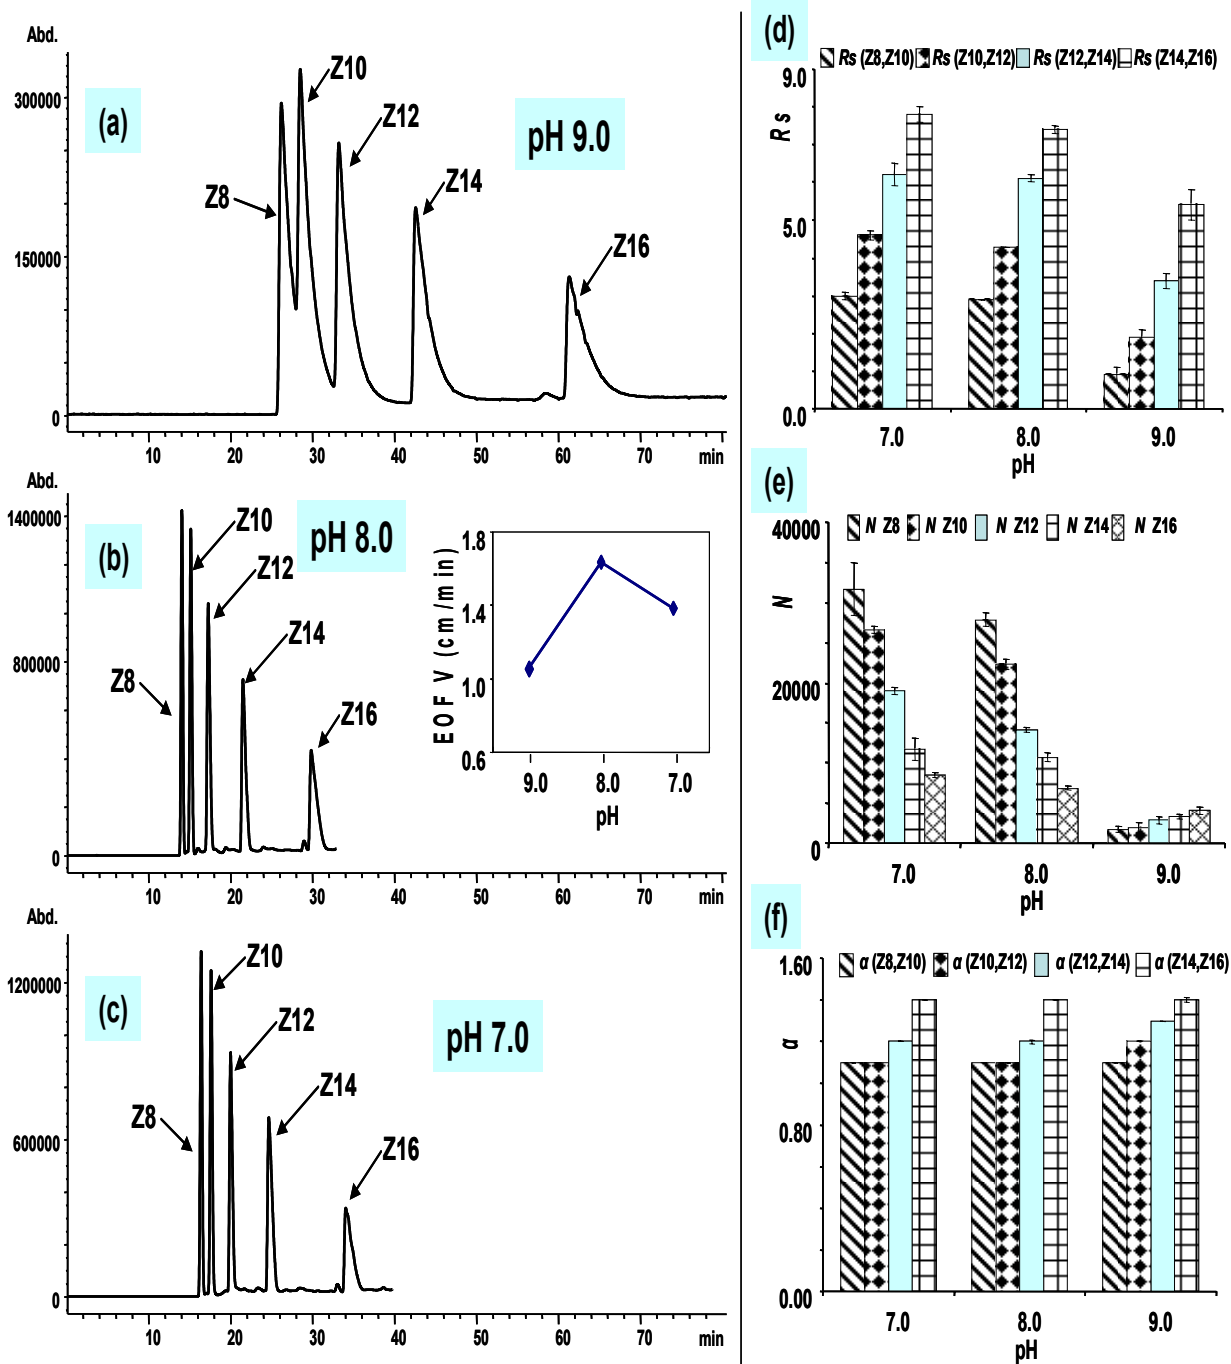 Abd.
300000
150000
0
(a)
pH 9.0
Z8
Z10
Z12
Z14
Z16
10 20 30 40 50 60 70 min
Abd.
1400000
800000
0
(b)
pH 8.0
Z8
Z10
Z12
Z14
Z16
10 20 30 40 50 60 70 min
EOF V (cm/min)
1.8
1.4
1.0
0.6
9.0 8.0 7.0
pH
Abd.
1200000
600000
0
(c)
pH 7.0
Z8
Z10
Z12
Z14
Z16
10 20 30 40 50 60 70 min
(d)
Rs (Z8,Z10) Rs (Z10,Z12) Rs (Z12,Z14) Rs (Z14,Z16)
9.0
Rs
5.0
0.0
7.0 8.0 9.0
pH
(e)
N Z8 N Z10 N Z12 N Z14 N Z16
40000
N
20000
0
7.0 8.0 9.0
pH
(f)
α (Z8,Z10) α (Z10,Z12) α (Z12,Z14) α (Z14,Z16)
1.60
α
0.80
0.00
7.0 8.0 9.0
pH